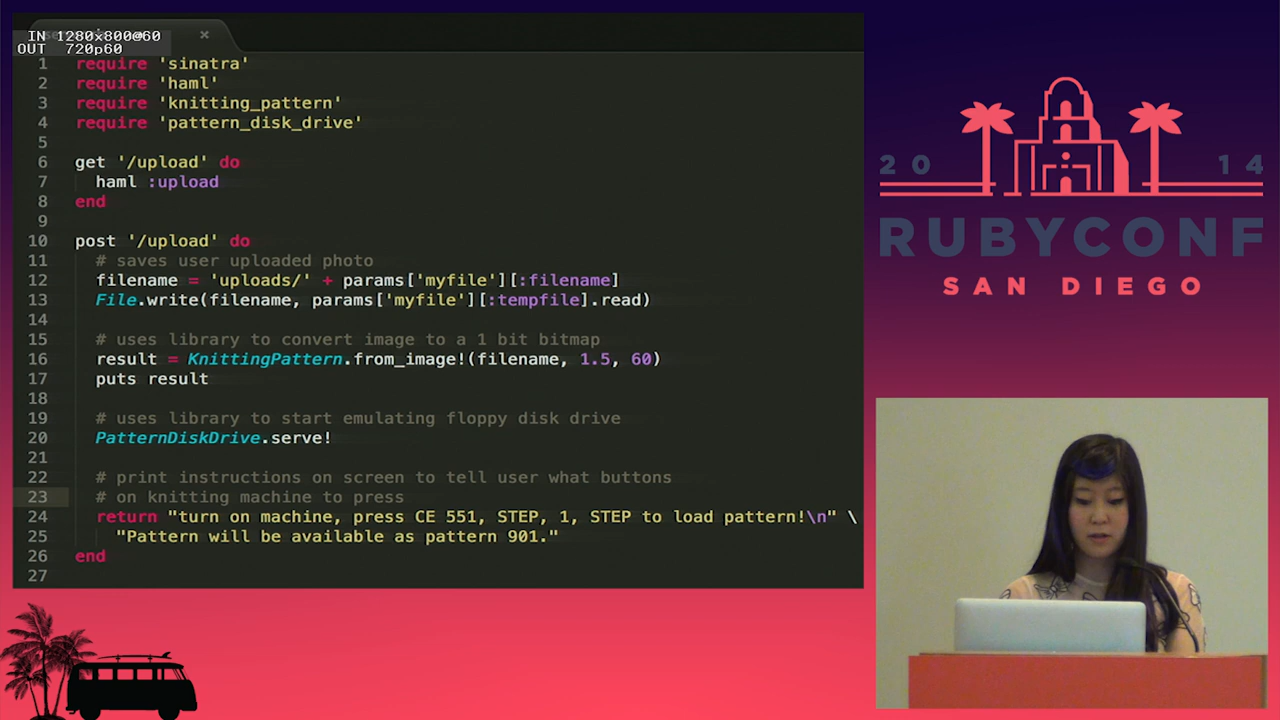 IN 1280x800@60
OUT 720p60
1 require 'sinatra'
2 require 'haml'
3 require 'knitting_pattern'
4 require 'pattern_disk_drive'
5
6 get '/upload' do
7 haml :upload
8 end
9
10 post '/upload' do
11 # saves user uploaded photo
12 filename = 'uploads/' + params['myfile'][:filename]
13 File.write(filename, params['myfile'][:tempfile].read)
14
15 # uses library to convert image to a 1 bit bitmap
16 result = KnittingPattern.from_image!(filename, 1.5, 60)
17 puts result
18
19 # uses library to start emulating floppy disk drive
20 PatternDiskDrive.serve!
21
22 # print instructions on screen to tell user what buttons
23 # on knitting machine to press
24 return "turn on machine, press CE 551, STEP, 1, STEP to load pattern!\n" \
25 "Pattern will be available as pattern 901."
26 end
27
20 14
RUBYCONF
SAN DIEGO